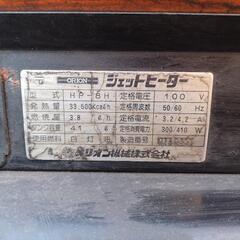 ORION ジェットヒーター
型式 HP-8H 定格電圧 100 V
発熱量 33,500Kcal/h 定格周波数 50/60 Hz
燃焼量 3.8 ℓ/h 定格電流 3.2/4.2 A
タンク容量 41 ℓ 定格消費電力 300/410 W
使用燃料 白灯油 製造番号
オリオン機械株式会社